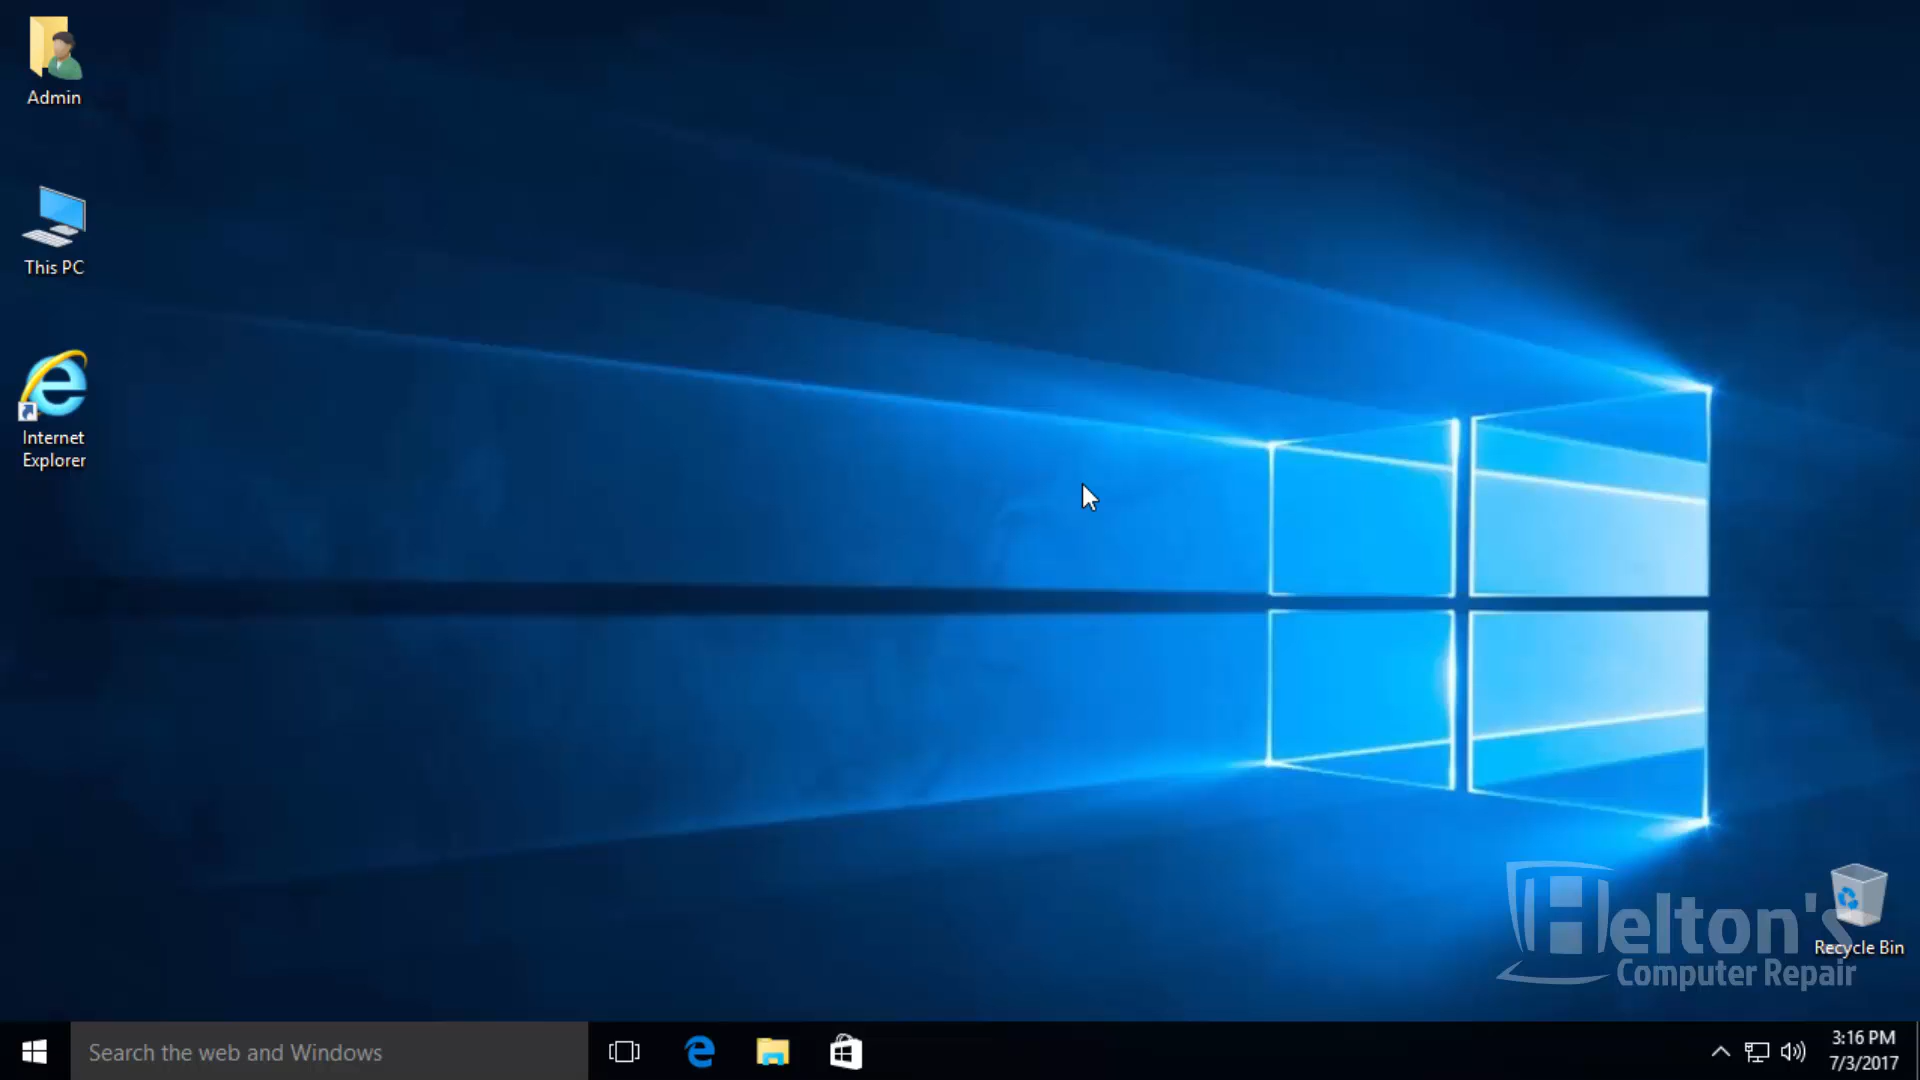 Admin
This PC
Internet
Explorer
Helton's
Computer Repair
Recycle Bin
Search the web and Windows
3:16 PM
7/3/2017